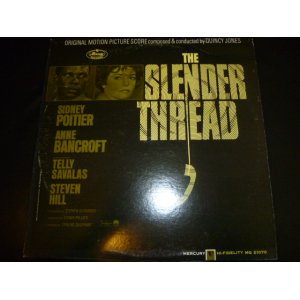 ORIGINAL MOTION PICTURE SCORE composed & conducted by QUINCY JONES
THE
SLENDER
THREAD
SIDNEY
POITIER
ANNE
BANCROFT
TELLY
SAVALAS
STEVEN
HILL
MERCURY HI-FIDELITY MG 21070